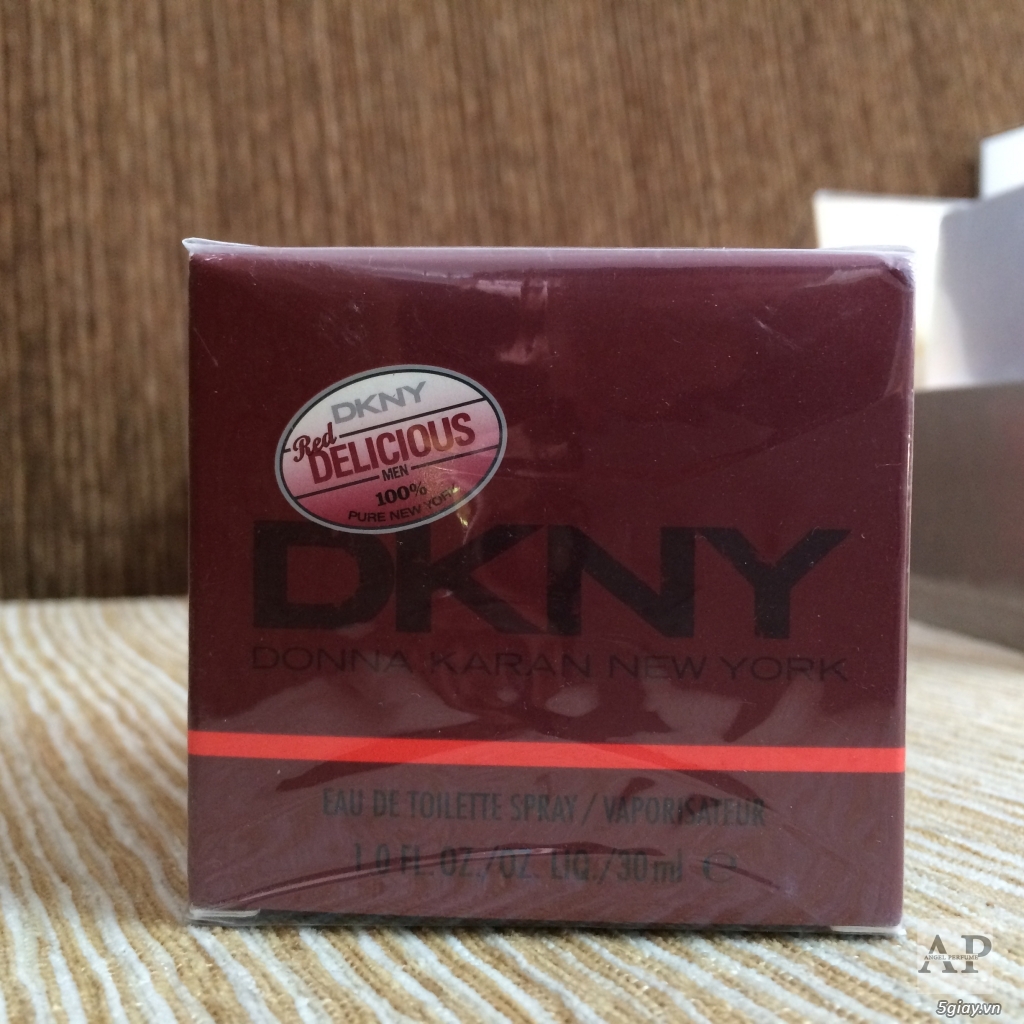 DKNY
Red
DELICIOUS
MEN
100%
PURE NEW YORK
DKNY
DONNA KARAN NEW YORK
EAU DE TOILETTE SPRAY / VAPORISATEUR
1.0 FL. OZ./OZ. LIQ./30 ml ℮
AP
ANGEL PERFUME
5giay.vn